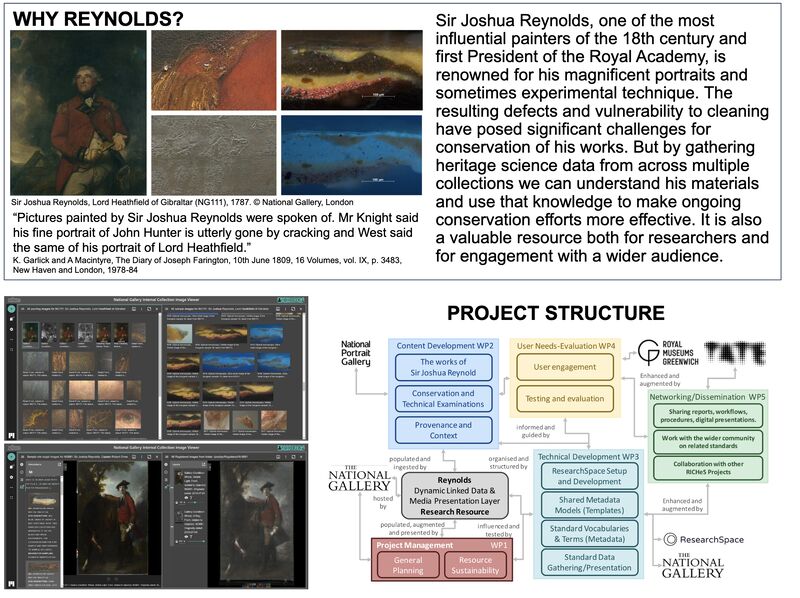 WHY REYNOLDS?
Sir Joshua Reynolds, Lord Heathfield of Gibraltar (NG111), 1787. © National Gallery, London
“Pictures painted by Sir Joshua Reynolds were spoken of. Mr Knight said
his fine portrait of John Hunter is utterly gone by cracking and West said
the same of his portrait of Lord Heathfield.”
K. Garlick and A Macintyre, The Diary of Joseph Farington, 10th June 1809, 16 Volumes, vol. IX, p. 3483,
New Haven and London, 1978-84
Sir Joshua Reynolds, one of the most
influential painters of the 18th century and
first President of the Royal Academy, is
renowned for his magnificent portraits and
sometimes experimental technique. The
resulting defects and vulnerability to cleaning
have posed significant challenges for
conservation of his works. But by gathering
heritage science data from across multiple
collections we can understand his materials
and use that knowledge to make ongoing
conservation efforts more effective. It is also
a valuable resource both for researchers and
for engagement with a wider audience.
National Gallery Internal Collection Image Viewer
National Gallery Internal Collection Image Viewer
PROJECT STRUCTURE
National
Portrait
Gallery
Content Development WP2
The works of
Sir Joshua Reynold
Conservation and
Technical Examinations
Provenance and
Context
User Needs-Evaluation WP4
User engagement
Testing and evaluation
ROYAL
MUSEUMS
GREENWICH
TATE
Enhanced and
augmented by
Networking/Dissemination WP5
Sharing reports, workflows,
procedures, digital presentations.
Work with the wider community
on related standards
Collaboration with other
RICHeS Projects
informed and
guided by
populated and
ingested by
organised and
structured by
THE
NATIONAL
GALLERY
hosted
by
Reynolds
Dynamic Linked Data &
Media Presentation Layer
Research Resource
Technical Development WP3
ResearchSpace Setup
and Development
Shared Metadata
Models (Templates)
Standard Vocabularies
& Terms (Metadata)
Standard Data
Gathering/Presentation
populated, augmented
and presented by
influenced and
tested by
Project Management WP1
General
Planning
Resource
Sustainability
Enhanced and
augmented by
ResearchSpace
THE
NATIONAL
GALLERY